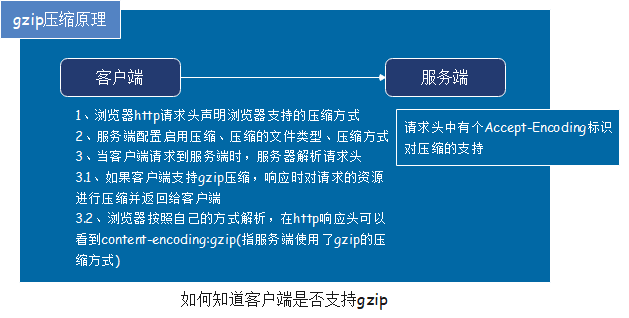 gzip压缩原理
客户端
服务端
1、浏览器http请求头声明浏览器支持的压缩方式
2、服务端配置启用压缩、压缩的文件类型、压缩方式
3、当客户端请求到服务端时，服务器解析请求头
3.1、如果客户端支持gzip压缩，响应时对请求的资源
进行压缩并返回给客户端
3.2、浏览器按照自己的方式解析，在http响应头可以
看到content-encoding:gzip(指服务端使用了gzip的压
缩方式)
请求头中有个Accept-Encoding标识
对压缩的支持
如何知道客户端是否支持gzip